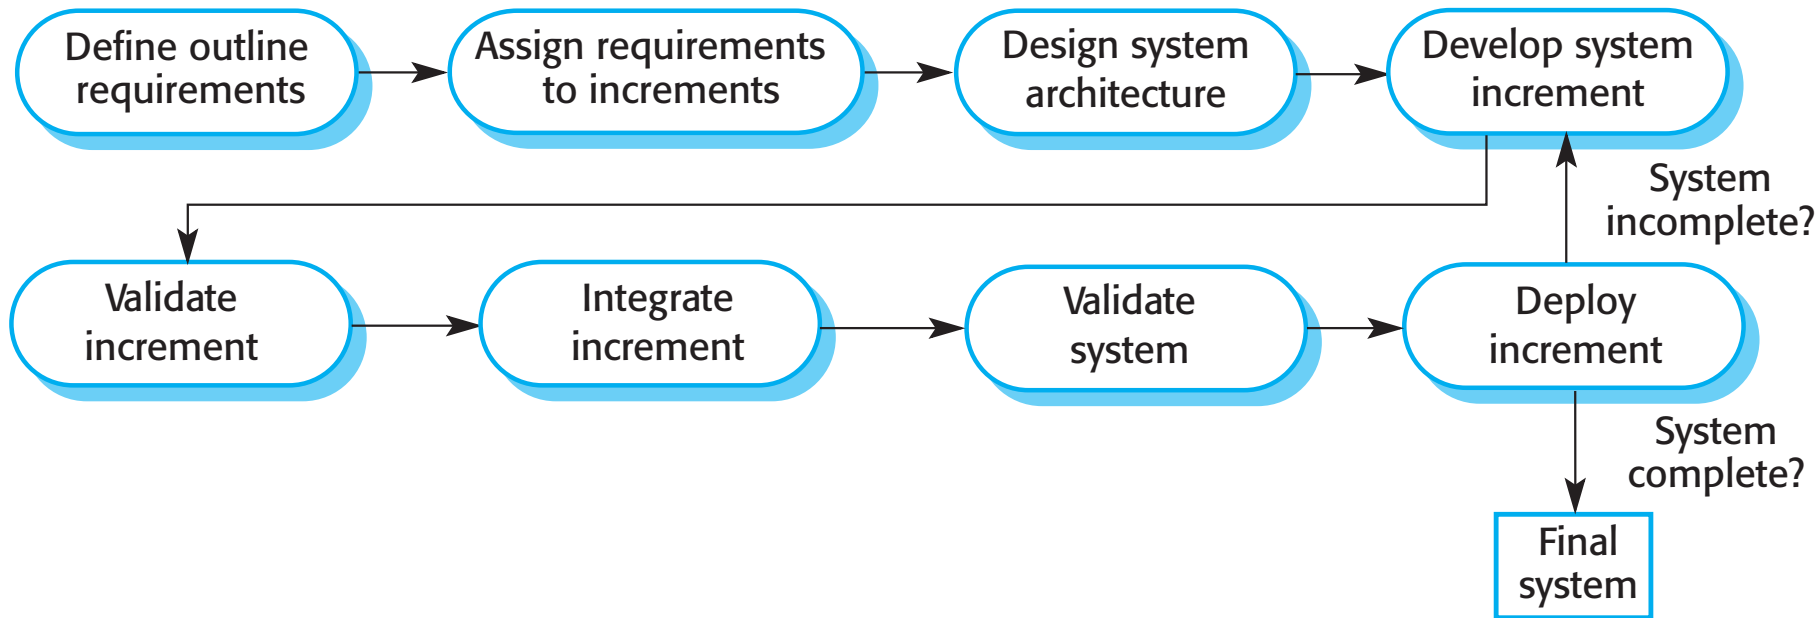 Define outline
requirements
Assign requirements
to increments
Design system
architecture
Develop system
increment
System
incomplete?
Validate
increment
Integrate
increment
Validate
system
Deploy
increment
System
complete?
Final
system